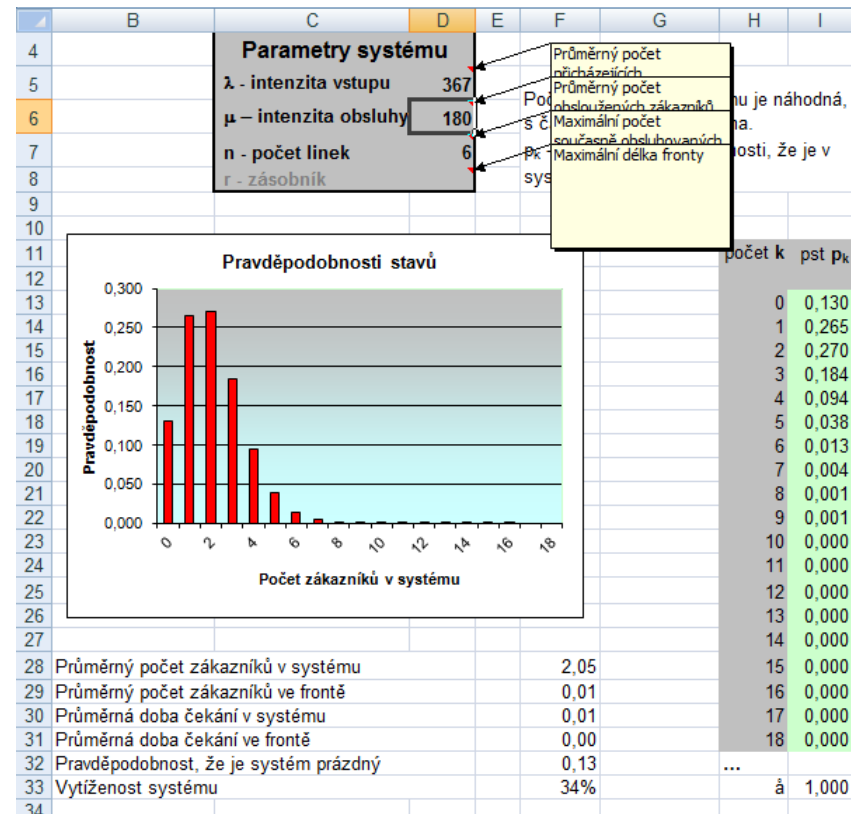 B C D E F G H I
4 Parametry systému
Průměrný počet
přicházejících
5 λ - intenzita vstupu 367
Průměrný počet
obsloužených zákazníků
mu je náhodná,
6 μ – intenzita obsluhy 180
s č
na.
Maximální počet
současně obsluhovaných
7 n - počet linek 6
Maximální délka fronty
nosti, že je v
8 r - zásobník
sys
9
10
11 Pravděpodobnosti stavů počet k pst pk
12
13 0 0,130
14 1 0,265
15 2 0,270
16 3 0,184
17 4 0,094
18 5 0,038
19 6 0,013
20 7 0,004
21 8 0,001
22 9 0,001
23 10 0,000
24 11 0,000
25 12 0,000
26 13 0,000
27 14 0,000
0,300
0,250
0,200
0,150
0,100
0,050
0,000
Pravděpodobnost
0 2 4 6 8 10 12 14 16 18
Počet zákazníků v systému
28 Průměrný počet zákazníků v systému 2,05 15 0,000
29 Průměrný počet zákazníků ve frontě 0,01 16 0,000
30 Průměrná doba čekání v systému 0,01 17 0,000
31 Průměrná doba čekání ve frontě 0,00 18 0,000
32 Pravděpodobnost, že je systém prázdný 0,13 ...
33 Vytíženost systému 34% å 1,000
34